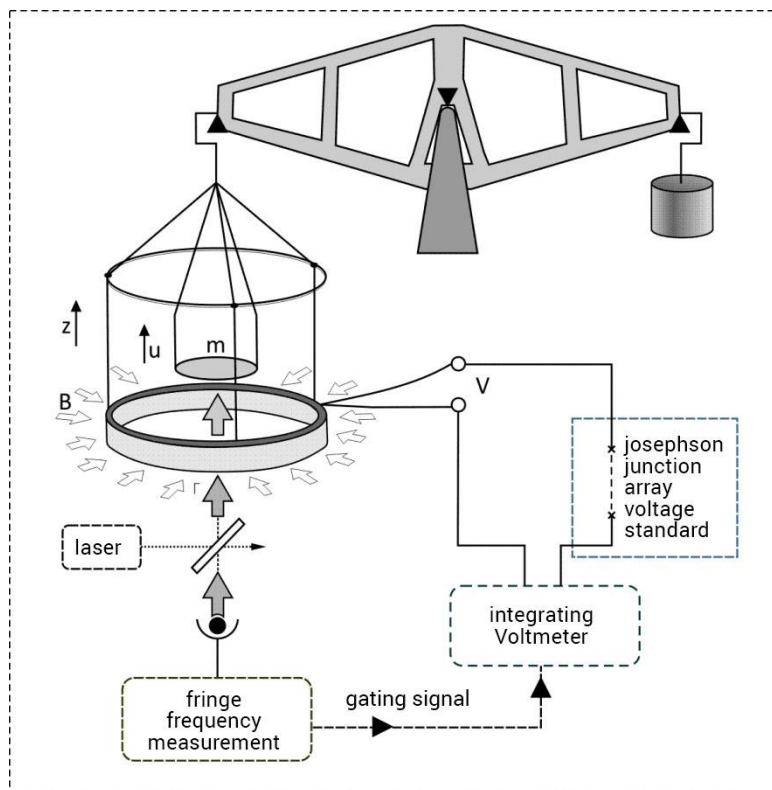 z
u
m
B
V
r
josephson
junction
array
voltage
standard
laser
integrating
Voltmeter
fringe
frequency
measurement
gating signal